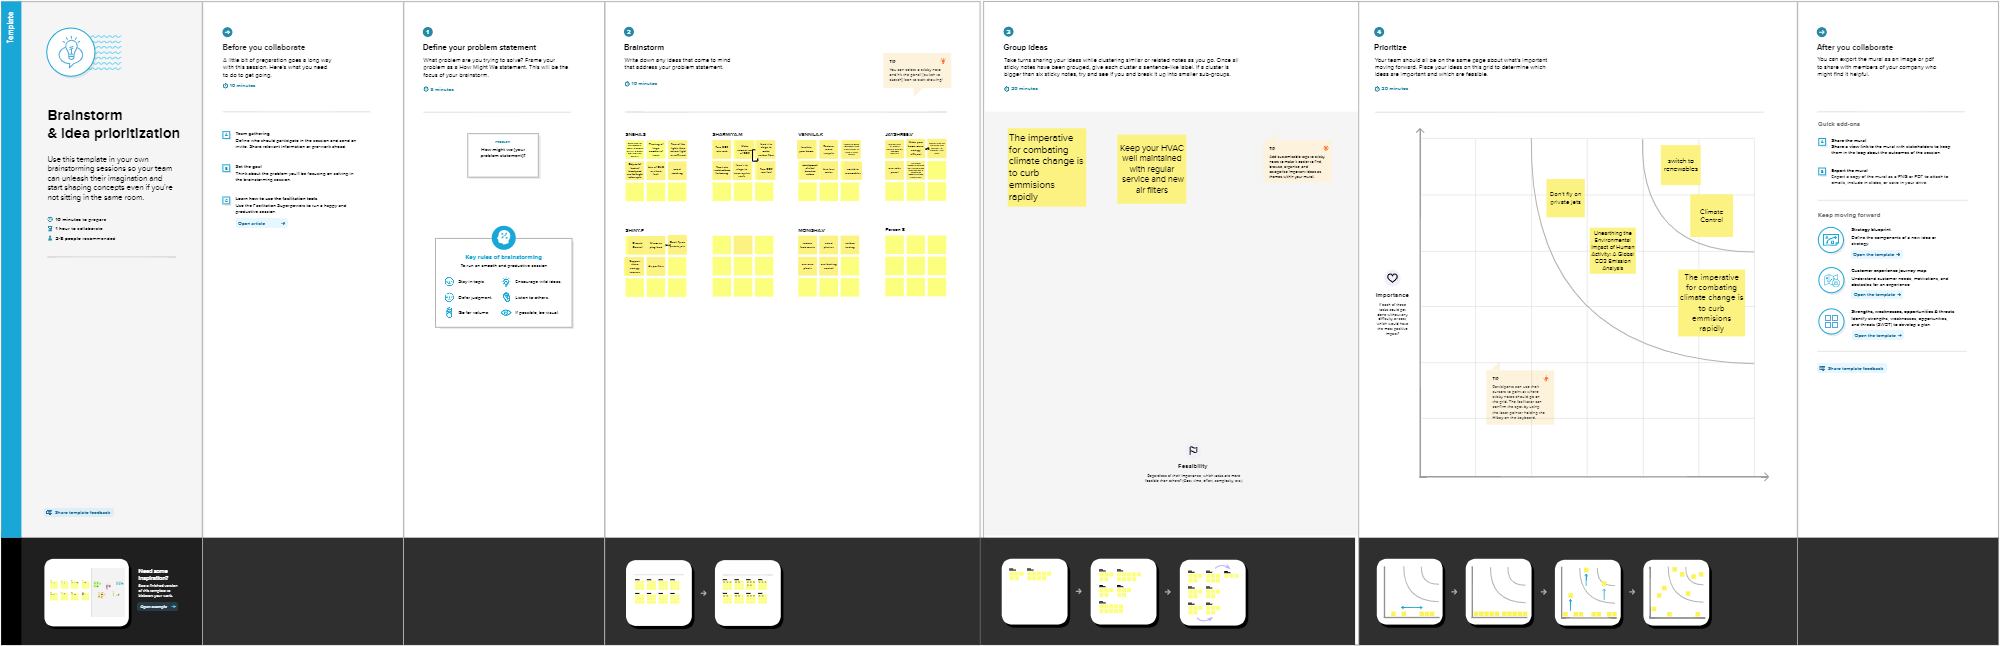 Template
Brainstorm
& idea prioritization
Use this template in your own
brainstorming sessions so your team
can unleash their imagination and
start shaping concepts even if you're
not sitting in the same room.
10 minutes to prepare
1 hour to collaborate
2-8 people recommended
Share template feedback
Need some
inspiration?
See a finished version
of this template to
kickstart your work.
Open example
Before you collaborate
A little bit of preparation goes a long way
with this session. Here's what you need
to do to get going.
10 minutes
Team gathering
Define who should participate in the session and send an
invite. Share relevant information or pre-work ahead.
Set the goal
Think about the problem you'll be focusing on solving in
the brainstorming session.
Learn how to use the facilitation tools
Use the Facilitation Superpowers to run a happy and
productive session.
Open article
1
Define your problem statement
What problem are you trying to solve? Frame your
problem as a How Might We statement. This will be the
focus of your brainstorm.
5 minutes
PROBLEM
How might we [your
problem statement]?
Key rules of brainstorming
To run an smooth and productive session
Stay in topic.
Encourage wild ideas.
Defer judgment.
Listen to others.
Go for volume.
If possible, be visual.
2
Brainstorm
Write down any ideas that come to mind
that address your problem statement.
10 minutes
TIP
You can select a sticky note
and hit the pencil [switch to
sketch] icon to start drawing!
SNEHA.S
SHARMIYA.M
VENNILA.K
JAYSHREE.V
SHINY.P
MONISHA.V
Person 8
3
Group ideas
Take turns sharing your ideas while clustering similar or related notes as you go. Once all
sticky notes have been grouped, give each cluster a sentence-like label. If a cluster is
bigger than six sticky notes, try and see if you and break it up into smaller sub-groups.
20 minutes
The imperative
for combating
climate change is
to curb
emmisions
rapidly
Keep your HVAC
well maintained
with regular
service and new
air filters
TIP
Add customizable tags to sticky
notes to make it easier to find,
browse, organize, and
categorize important ideas as
themes within your mural.
Feasibility
Regardless of their importance, which tasks are more
feasible than others? (Cost, time, effort, complexity, etc.)
4
Prioritize
Your team should all be on the same page about what's important
moving forward. Place your ideas on this grid to determine which
ideas are important and which are feasible.
20 minutes
Importance
If each of these
tasks could get
done without any
difficulty or cost,
which would have
the most positive
impact?
switch to
renewables
Don't fly on
private jets
Climate
Control
Unearthing the
Environmental
Impact of Human
Activity: A Global
CO2 Emission
Analysis
The imperative
for combating
climate change is
to curb
emmisions
rapidly
TIP
Participants can use their
cursors to point at where
sticky notes should go on
the grid. The facilitator can
confirm the spot by using
the laser pointer holding the
H key on the keyboard.
After you collaborate
You can export the mural as an image or pdf
to share with members of your company who
might find it helpful.
Quick add-ons
Share the mural
Share a view link to the mural with stakeholders to keep
them in the loop about the outcomes of the session.
Export the mural
Export a copy of the mural as a PNG or PDF to attach to
emails, include in slides, or save in your drive.
Keep moving forward
Strategy blueprint
Define the components of a new idea or
strategy.
Open the template
Customer experience journey map
Understand customer needs, motivations, and
obstacles for an experience.
Open the template
Strengths, weaknesses, opportunities & threats
Identify strengths, weaknesses, opportunities,
and threats (SWOT) to develop a plan.
Open the template
Share template feedback